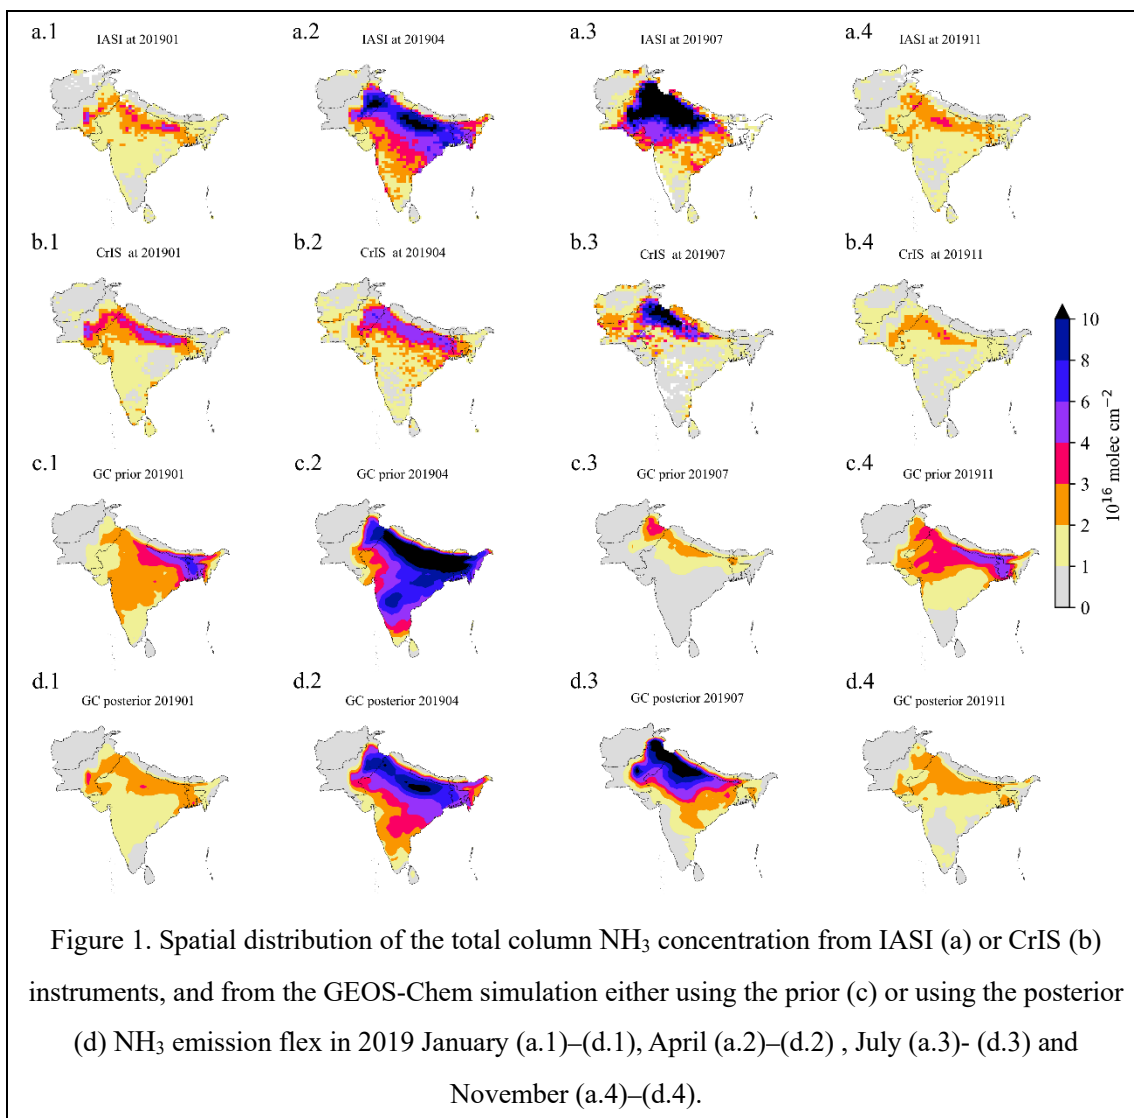 a.1 a.2 a.3 a.4
IASI at 201901 IASI at 201904 IASI at 201907 IASI at 201911
b.1 b.2 b.3 b.4
CrIS at 201901 CrIS at 201904 CrIS at 201907 CrIS at 201911
c.1 c.2 c.3 c.4
GC prior 201901 GC prior 201904 GC prior 201907 GC prior 201911
d.1 d.2 d.3 d.4
GC posterior 201901 GC posterior 201904 GC posterior 201907 GC posterior 201911
10
8
6
4
3
2
1
0
10¹⁶ molec cm⁻²
Figure 1. Spatial distribution of the total column NH₃ concentration from IASI (a) or CrIS (b)
instruments, and from the GEOS-Chem simulation either using the prior (c) or using the posterior
(d) NH₃ emission flex in 2019 January (a.1)–(d.1), April (a.2)–(d.2) , July (a.3)- (d.3) and
November (a.4)–(d.4).